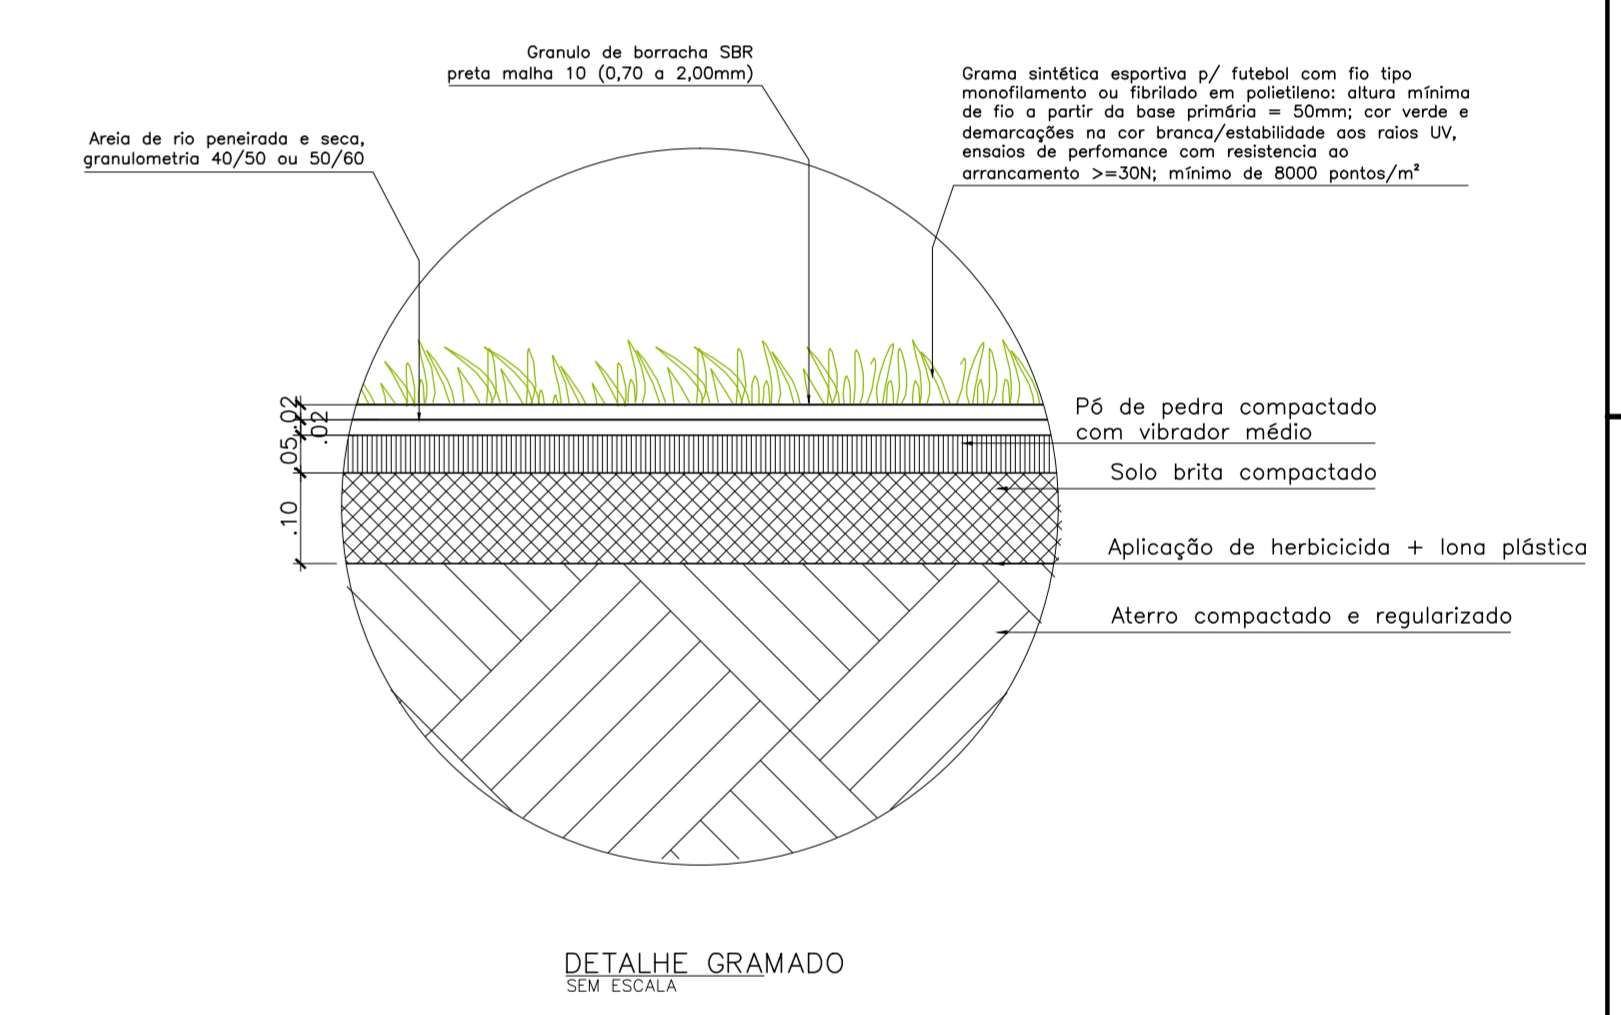 Granulo de borracha SBR
preta malha 10 (0,70 a 2,00mm)
Grama sintética esportiva p/ futebol com fio tipo
monofilamento ou fibrilado em polietileno: altura mínima
de fio a partir da base primária = 50mm; cor verde e
demarcações na cor branca/estabilidade aos raios UV,
ensaios de perfomance com resistencia ao
arrancamento >=30N; mínimo de 8000 pontos/m²
Areia de rio peneirada e seca,
granulometria 40/50 ou 50/60
.02
.02
.05
.10
Pó de pedra compactado
com vibrador médio
Solo brita compactado
Aplicação de herbicicida + lona plástica
Aterro compactado e regularizado
DETALHE GRAMADO
SEM ESCALA